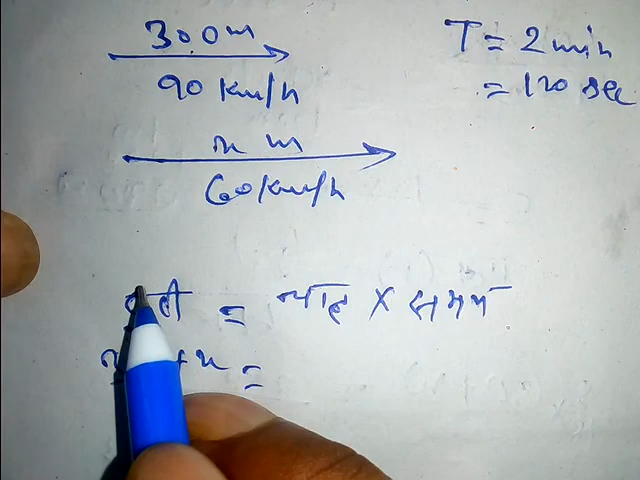 300m
90 km/h
T = 2 min
= 120 sec
x m
60 km/h
= चाल × समय
+ x =